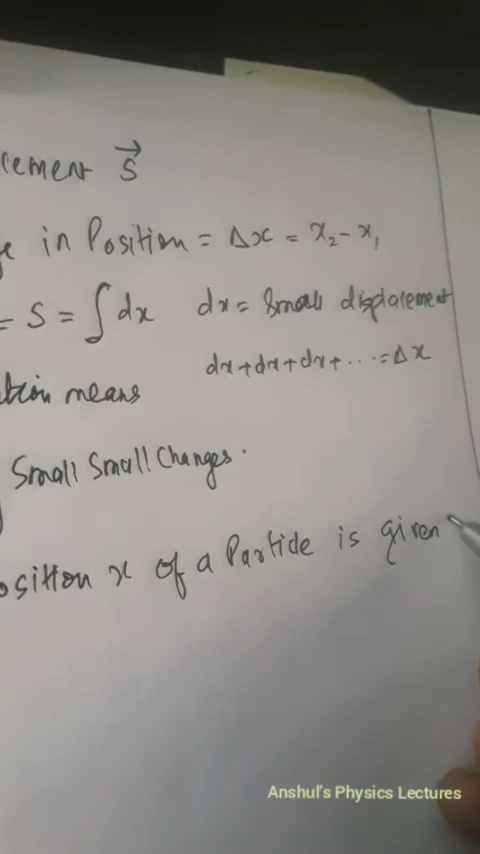 cement s⃗
in Position = Δx = x₂ - x₁
= S = ∫dx dx = Small displacement
dx+dx+dx+...=Δx
means
Small Small Changes.
osition x of a Particle is given
Anshul's Physics Lectures